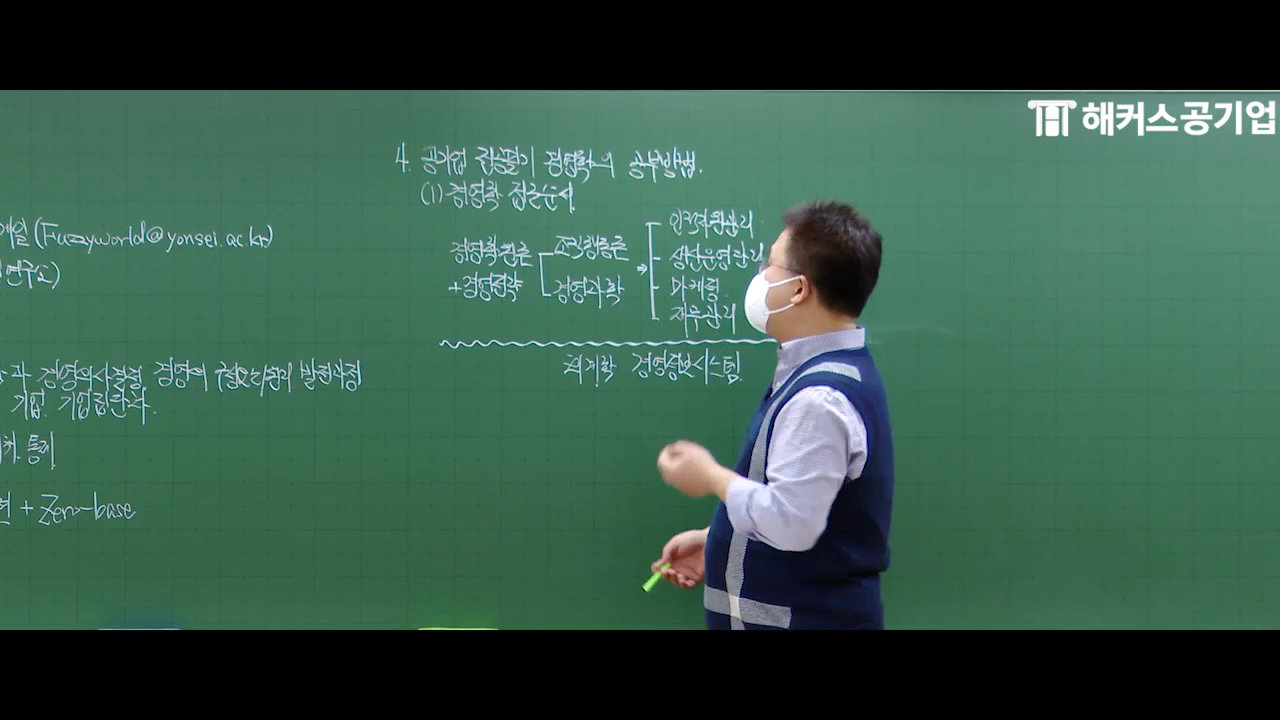 해커스공기업
4. 공기업 전공필기 경영학의 공부방법.
(1) 경영학 접근순서.
메일 (Fuzzyworld@yonsei.ac.kr)
연구소)
경영학원론 조직행동론 인적자원관리
+경영전략 경영과학 생산운영관리
마케팅
재무관리
회계학 경영정보시스템.
과 경영의사결정, 경영에 발전과정
기업, 기업집단화.
통제
+ Zero-base